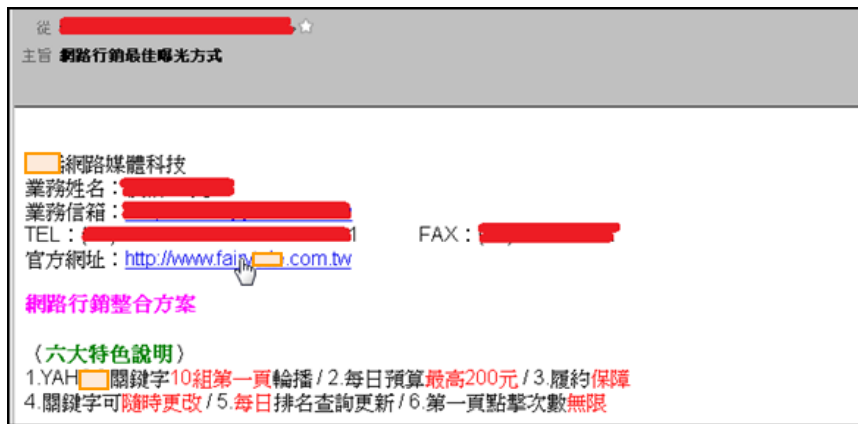 從
主旨 網路行銷最佳曝光方式
網路媒體科技
業務姓名：
業務信箱：
TEL：( 1 FAX：(
官方網址：http://www.fairy .com.tw
網路行銷整合方案
（六大特色說明）
1.YAH 關鍵字10組第一頁輪播 / 2.每日預算最高200元 / 3.履約保障
4.關鍵字可隨時更改 / 5.每日排名查詢更新 / 6.第一頁點擊次數無限